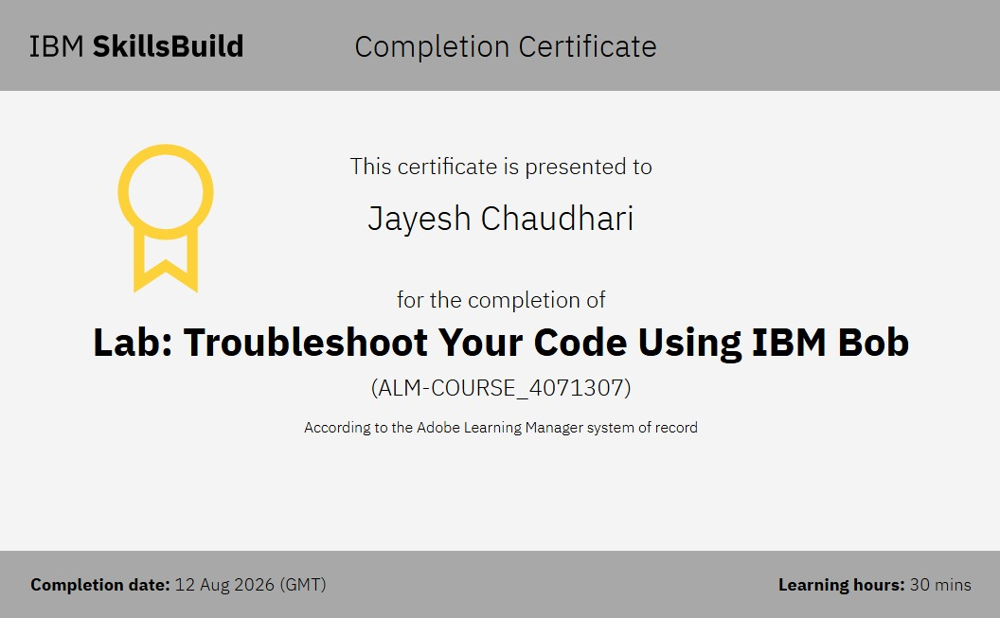 IBM SkillsBuild
Completion Certificate
This certificate is presented to
Jayesh Chaudhari
for the completion of
Lab: Troubleshoot Your Code Using IBM Bob
(ALM-COURSE_4071307)
According to the Adobe Learning Manager system of record
Completion date: 12 Aug 2026 (GMT)
Learning hours: 30 mins